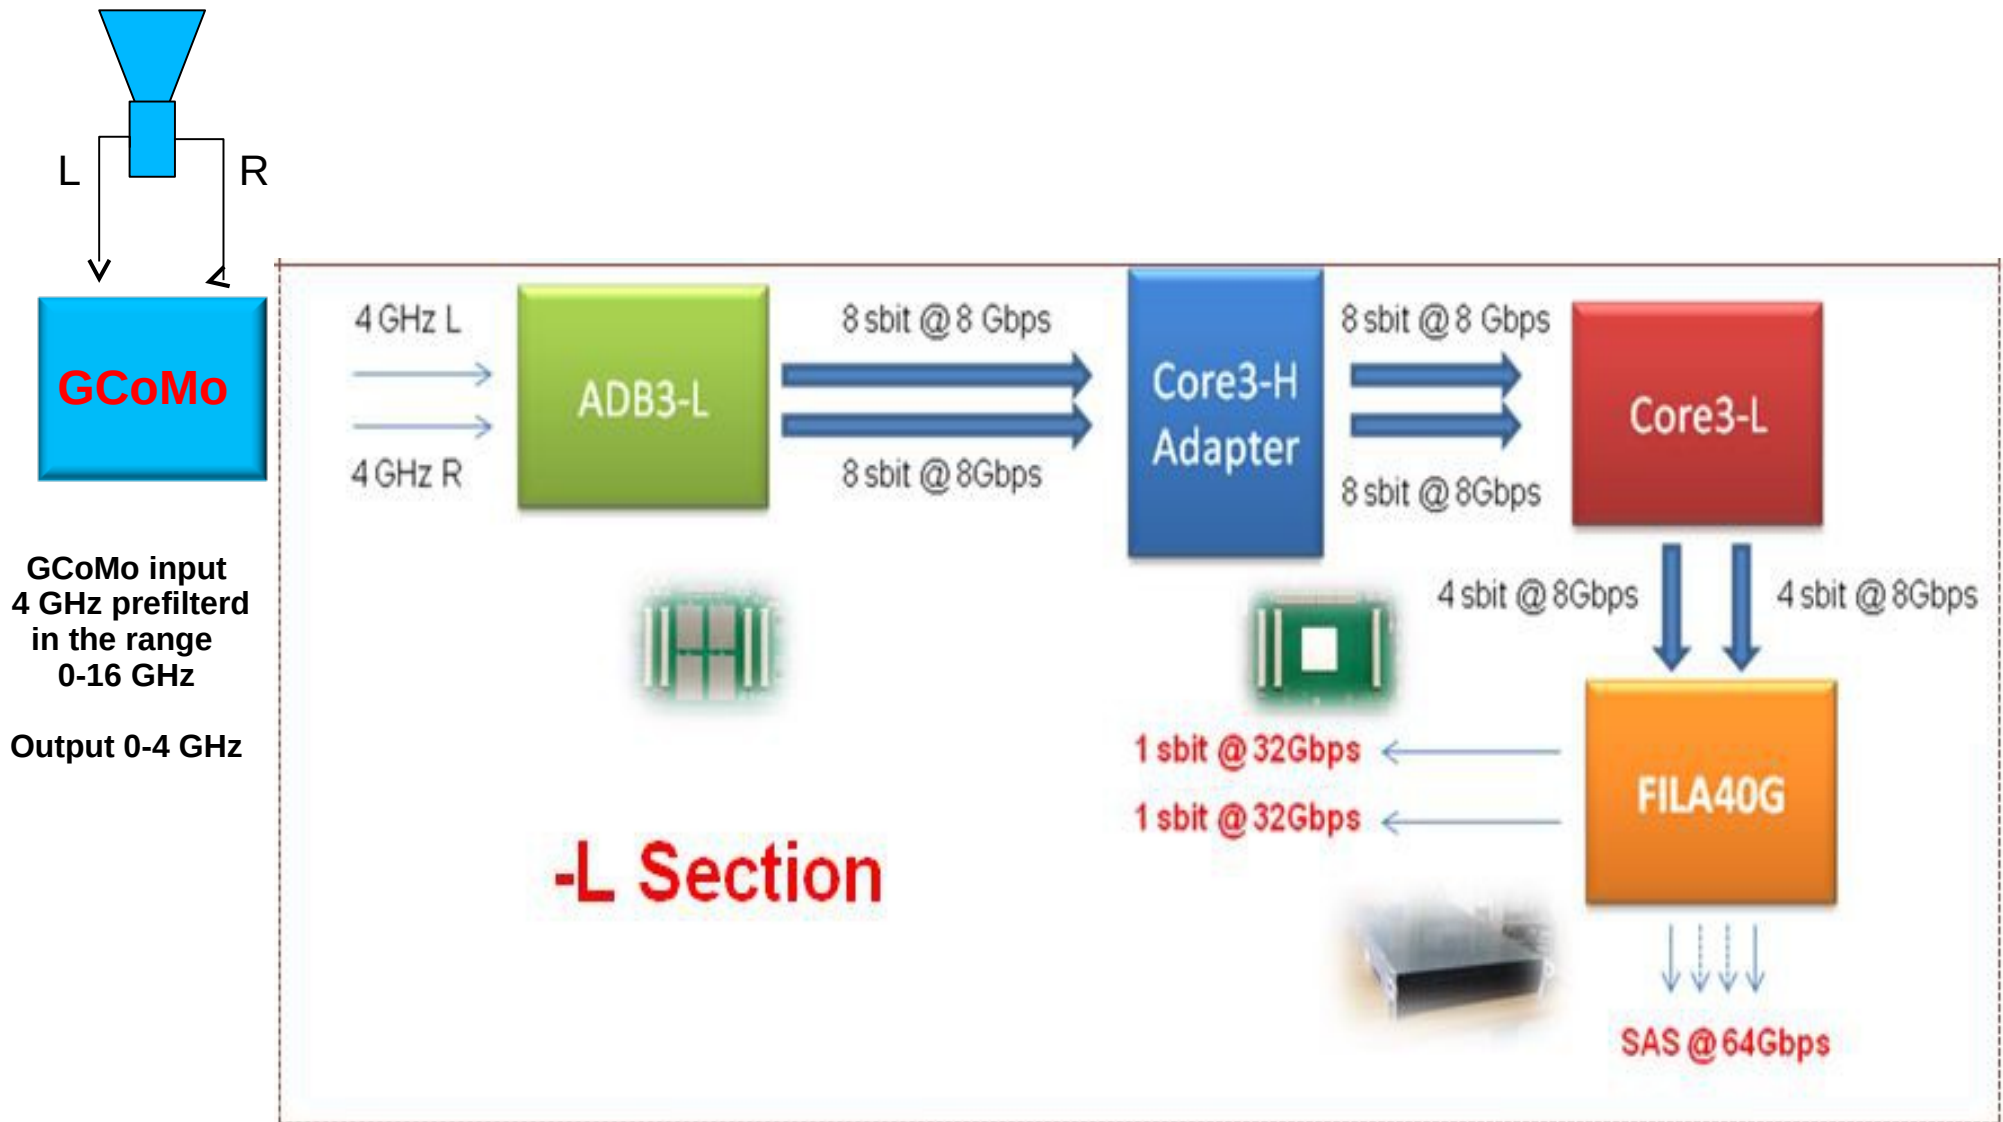 L
R
GCoMo
GCoMo input
4 GHz prefilterd
in the range
0-16 GHz
Output 0-4 GHz
4 GHz L
4 GHz R
ADB3-L
8 sbit @ 8 Gbps
8 sbit @ 8Gbps
Core3-H
Adapter
8 sbit @ 8 Gbps
8 sbit @ 8Gbps
Core3-L
4 sbit @ 8Gbps
4 sbit @ 8Gbps
FILA40G
1 sbit @ 32Gbps
1 sbit @ 32Gbps
SAS @ 64Gbps
-L Section